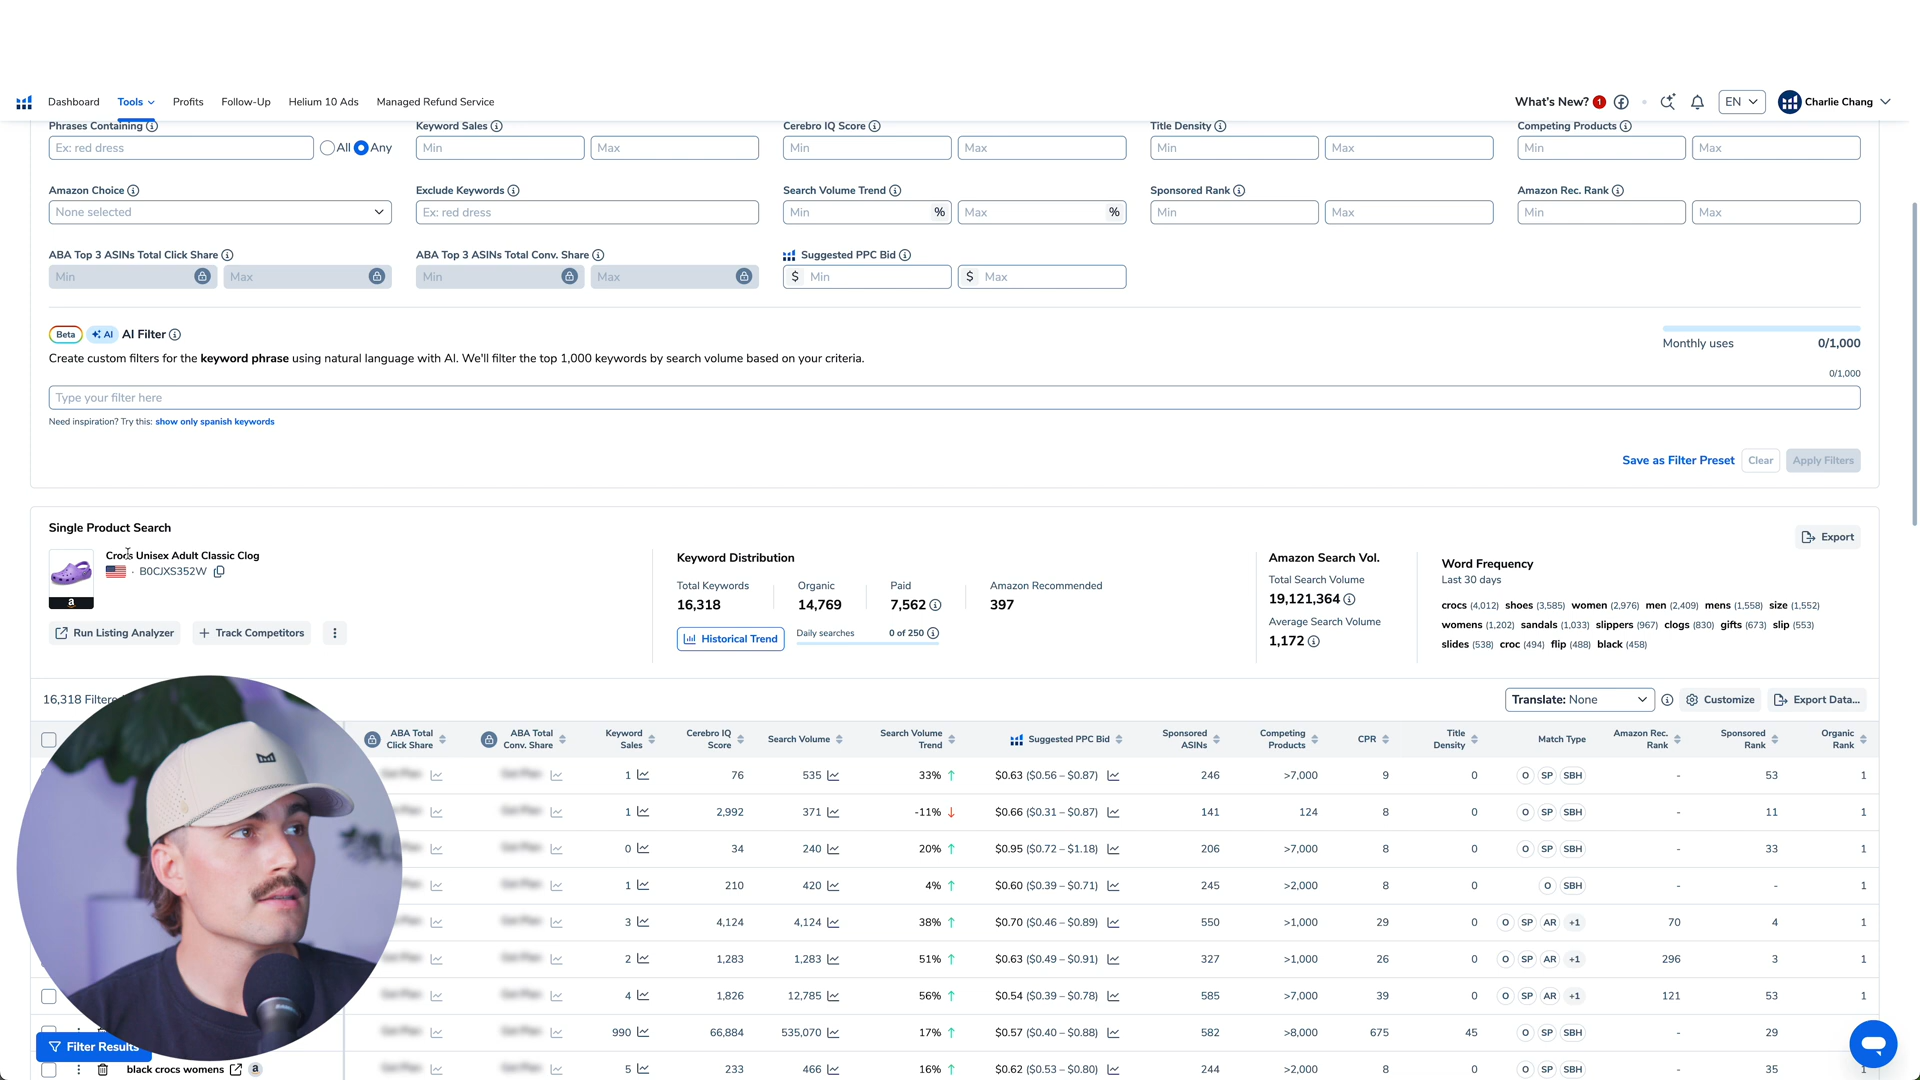 Dashboard Tools Profits Follow-Up Helium 10 Ads Managed Refund Service What's New? 1 EN Charlie Chang
Phrases Containing Keyword Sales Cerebro IQ Score Title Density Competing Products
Ex: red dress All Any Min Max Min Max Min Max Min Max
Amazon Choice Exclude Keywords Search Volume Trend Sponsored Rank Amazon Rec. Rank
None selected Ex: red dress Min % Max % Min Max Min Max
ABA Top 3 ASINs Total Click Share ABA Top 3 ASINs Total Conv. Share Suggested PPC Bid
Min Max Min Max $ Min $ Max
Beta AI AI Filter
Create custom filters for the keyword phrase using natural language with AI. We'll filter the top 1,000 keywords by search volume based on your criteria.
Monthly uses 0/1,000
0/1,000
Type your filter here
Need inspiration? Try this: show only spanish keywords
Save as Filter Preset Clear Apply Filters
Single Product Search
Export
Crocs Unisex Adult Classic Clog
B0CJXS352W
a
Run Listing Analyzer + Track Competitors
Keyword Distribution
Total Keywords Organic Paid Amazon Recommended
16,318 14,769 7,562 397
Historical Trend Daily searches 0 of 250
Amazon Search Vol.
Total Search Volume
19,121,364
Average Search Volume
1,172
Word Frequency
Last 30 days
crocs (4,012) shoes (3,585) women (2,976) men (2,409) mens (1,558) size (1,552)
womens (1,202) sandals (1,033) slippers (967) clogs (830) gifts (673) slip (553)
slides (538) croc (494) flip (488) black (458)
16,318 Filtere Translate: None Customize Export Data...
ABA Total Click Share ABA Total Conv. Share Keyword Sales Cerebro IQ Score Search Volume Search Volume Trend Suggested PPC Bid Sponsored ASINs Competing Products CPR Title Density Match Type Amazon Rec. Rank Sponsored Rank Organic Rank
1 76 535 33% $0.63 ($0.56 – $0.87) 246 >7,000 9 0 O SP SBH - 53 1
1 2,992 371 -11% $0.66 ($0.31 – $0.87) 141 124 8 0 O SP SBH - 11 1
0 34 240 20% $0.95 ($0.72 – $1.18) 206 >7,000 8 0 O SP SBH - 33 1
1 210 420 4% $0.60 ($0.39 – $0.71) 245 >2,000 8 0 O SBH - - 1
3 4,124 4,124 38% $0.70 ($0.46 – $0.89) 550 >1,000 29 0 O SP AR +1 70 4 1
2 1,283 1,283 51% $0.63 ($0.49 – $0.91) 327 >1,000 26 0 O SP AR +1 296 3 1
4 1,826 12,785 56% $0.54 ($0.39 – $0.78) 585 >7,000 39 0 O SP AR +1 121 53 1
990 66,884 535,070 17% $0.57 ($0.40 – $0.88) 582 >8,000 675 45 O SP SBH - 29
Filter Results
black crocs womens a 5 233 466 16% $0.62 ($0.53 – $0.80) 244 >2,000 8 0 O SP SBH - 35 1